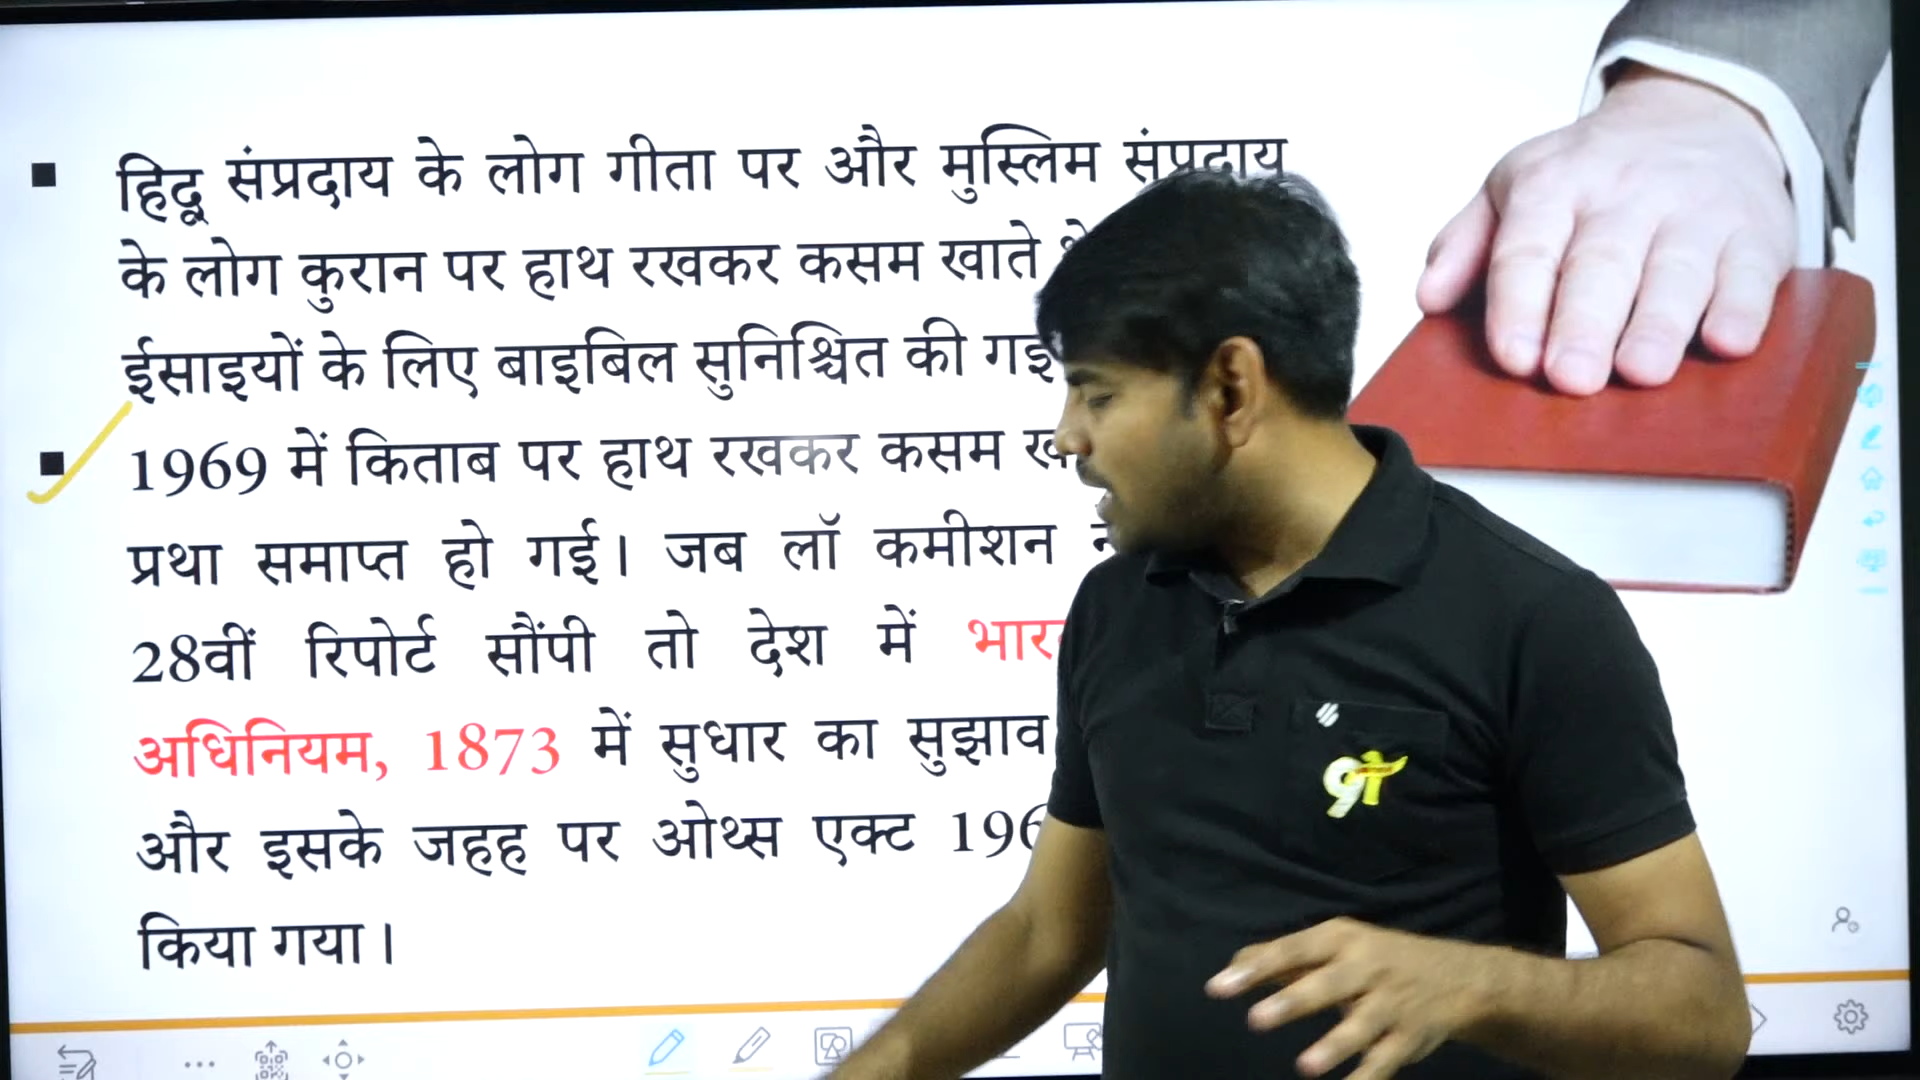 हिंदू संप्रदाय के लोग गीता पर और मुस्लिम संप्रदाय
के लोग कुरान पर हाथ रखकर कसम खाते
ईसाइयों के लिए बाइबिल सुनिश्चित की गई
1969 में किताब पर हाथ रखकर कसम
प्रथा समाप्त हो गई। जब लॉ कमीशन
28वीं रिपोर्ट सौंपी तो देश में
अधिनियम, 1873 में सुधार का सुझाव
और इसके जहह पर ओथ्स एक्ट
किया गया।